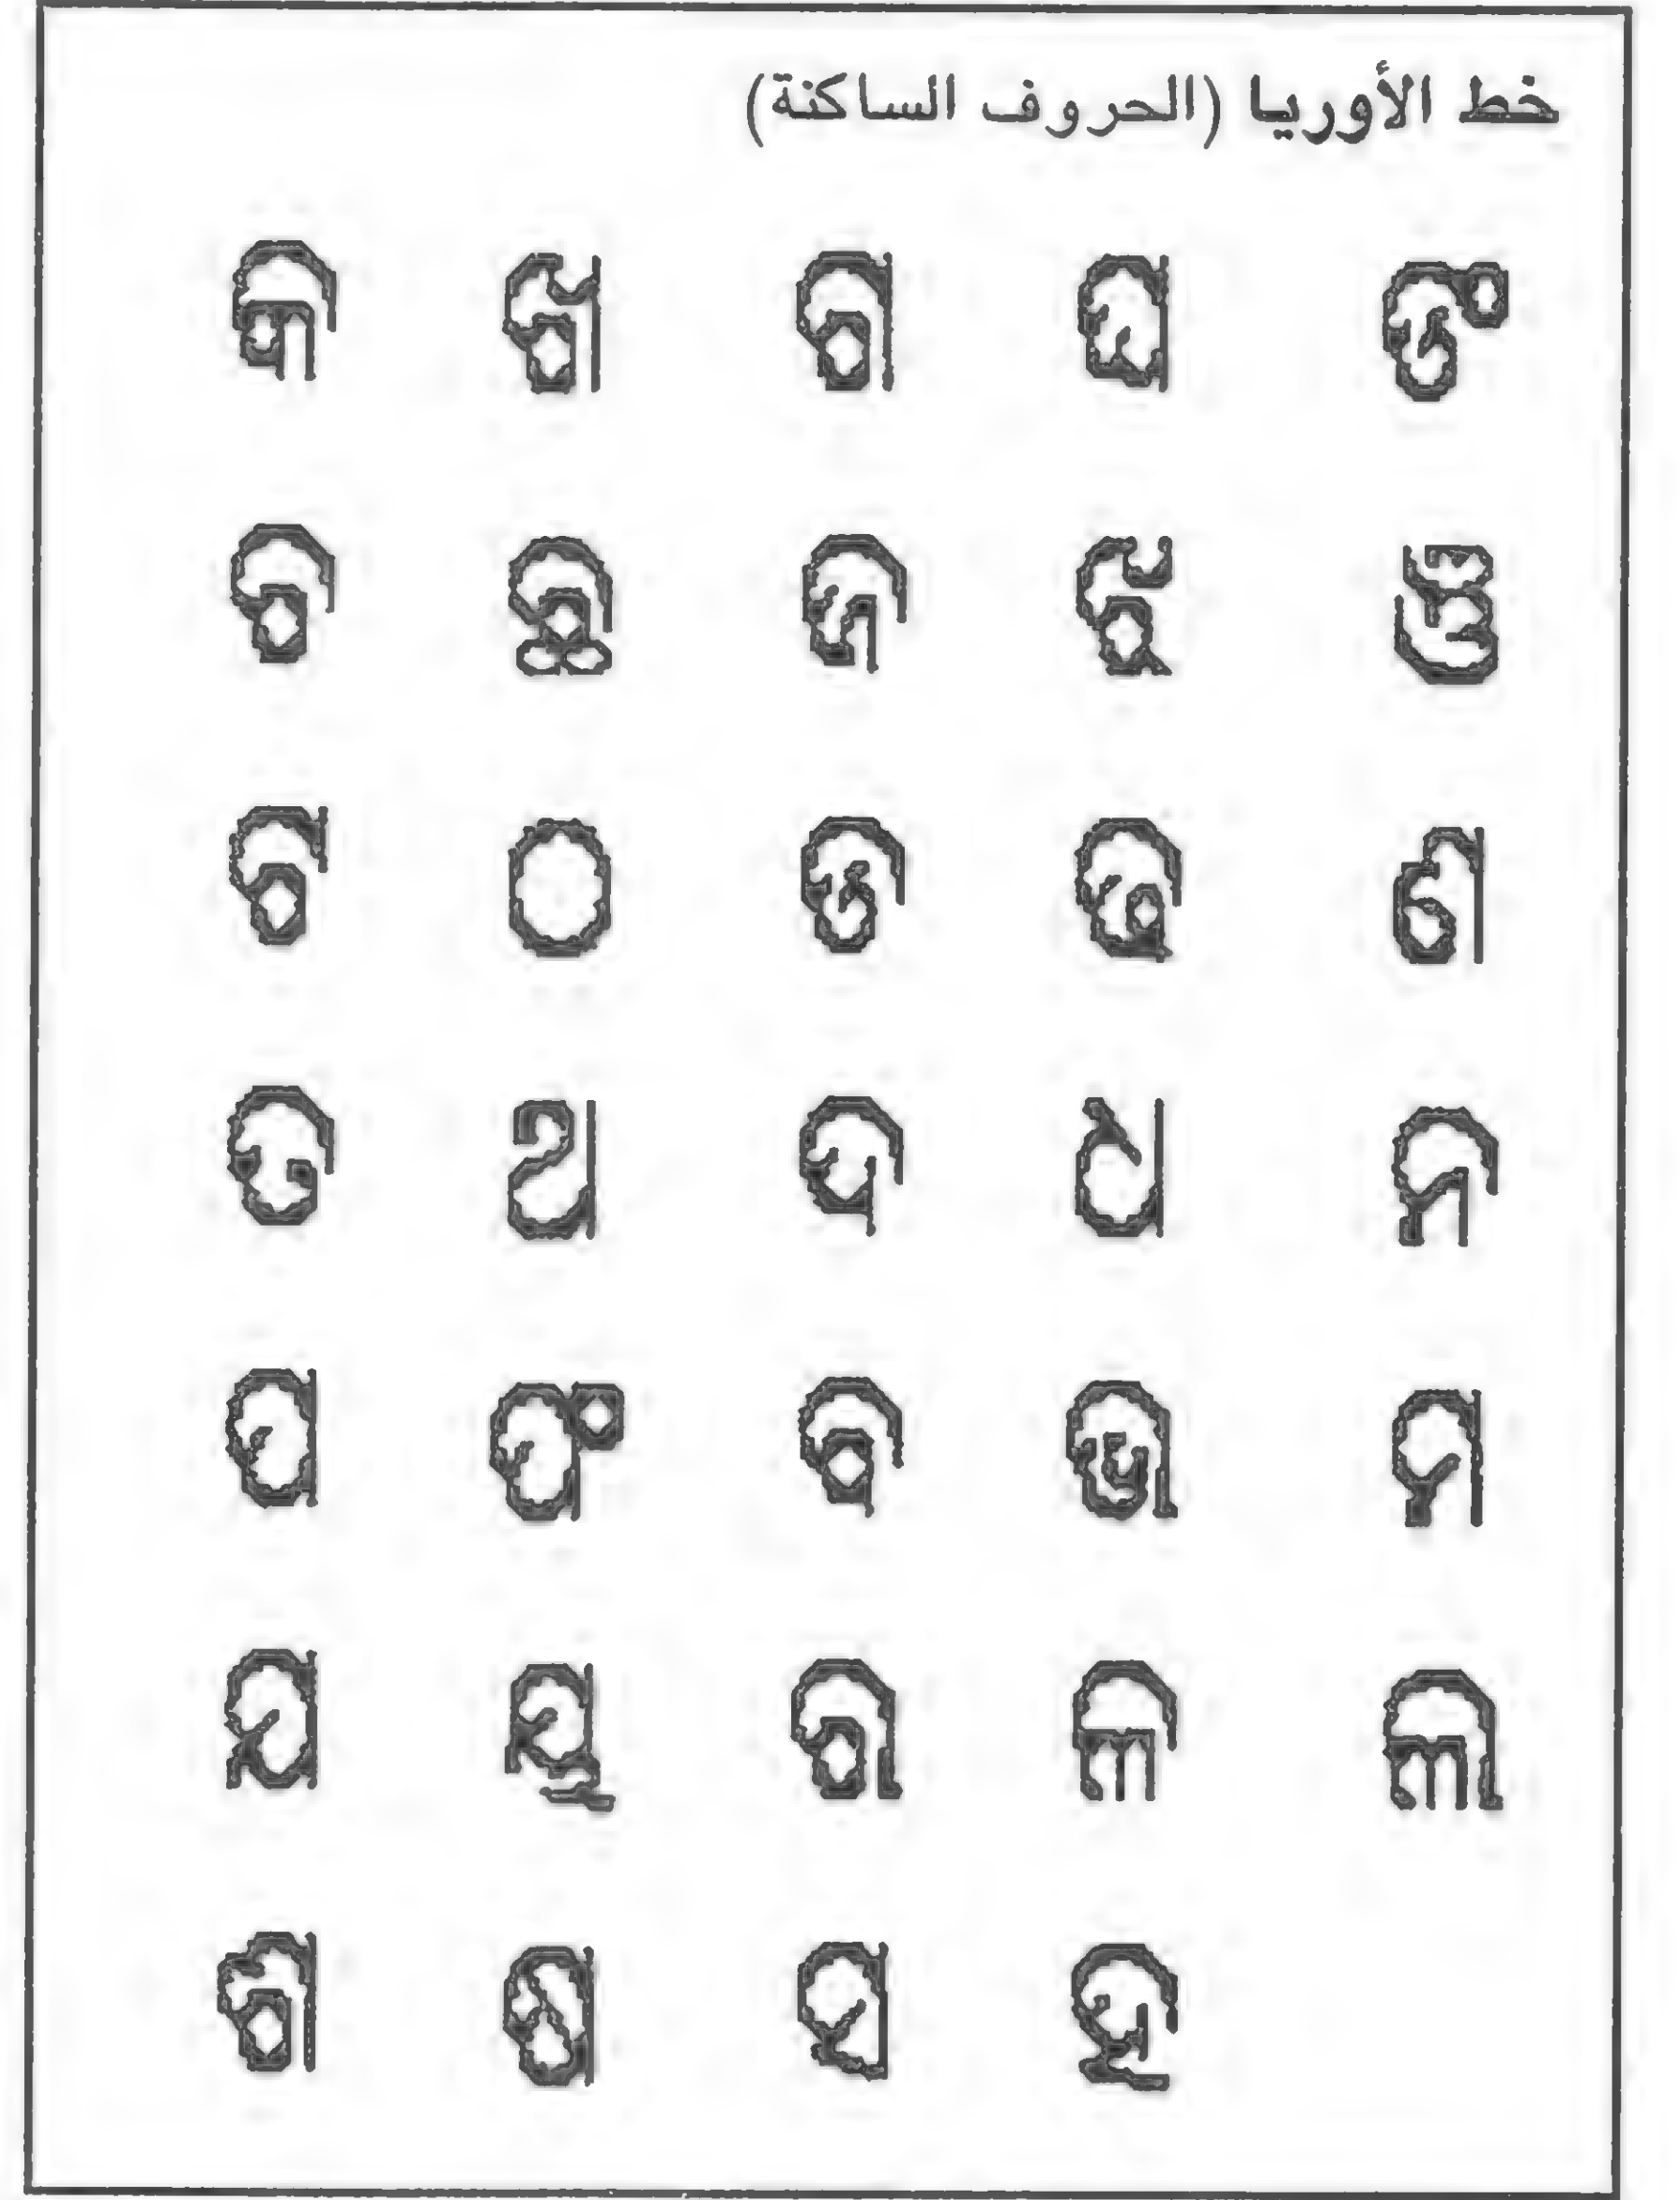 خط الأوريا (الحروف الساكنة)
କ ଖ ଗ ଘ ଙ
ଚ ଛ ଜ ଝ ଞ
ଟ ଠ ଡ ଢ ଣ
ତ ଥ ଦ ଧ ନ
ପ ଫ ବ ଭ ମ
ଯ ୟ ର ଳ ଲ
ଶ ଷ ସ ହ